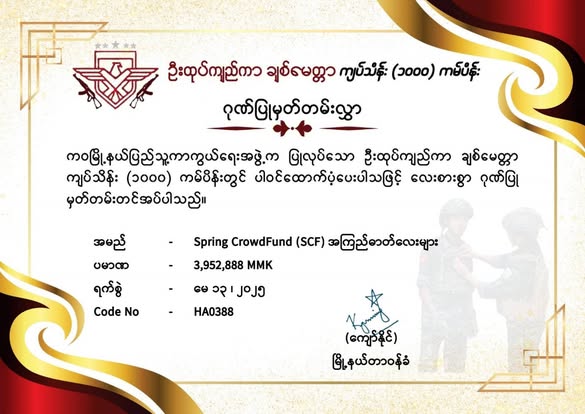 ဦးထုပ်ကျည်ကာ ချစ်မေတ္တာ ကျပ်သိန်း (၁၀၀၀) ကမ်ပိန်း
ဂုဏ်ပြုမှတ်တမ်းလွှာ
ကဝမြို့နယ်ပြည်သူ့ကာကွယ်ရေးအဖွဲ့က ပြုလုပ်သော ဦးထုပ်ကျည်ကာ ချစ်မေတ္တာ
ကျပ်သိန်း (၁၀၀၀) ကမ်ပိန်းတွင် ပါဝင်ထောက်ပံ့ပေးပါသဖြင့် လေးစားစွာ ဂုဏ်ပြု
မှတ်တမ်းတင်အပ်ပါသည်။
အမည် - Spring CrowdFund (SCF) အကြည်ဓာတ်လေးများ
ပမာဏ - 3,952,888 MMK
ရက်စွဲ - မေ ၁၃ ၊ ၂၀၂၅
Code No - HA0388
(ကျော်နိုင်)
မြို့နယ်တာဝန်ခံ